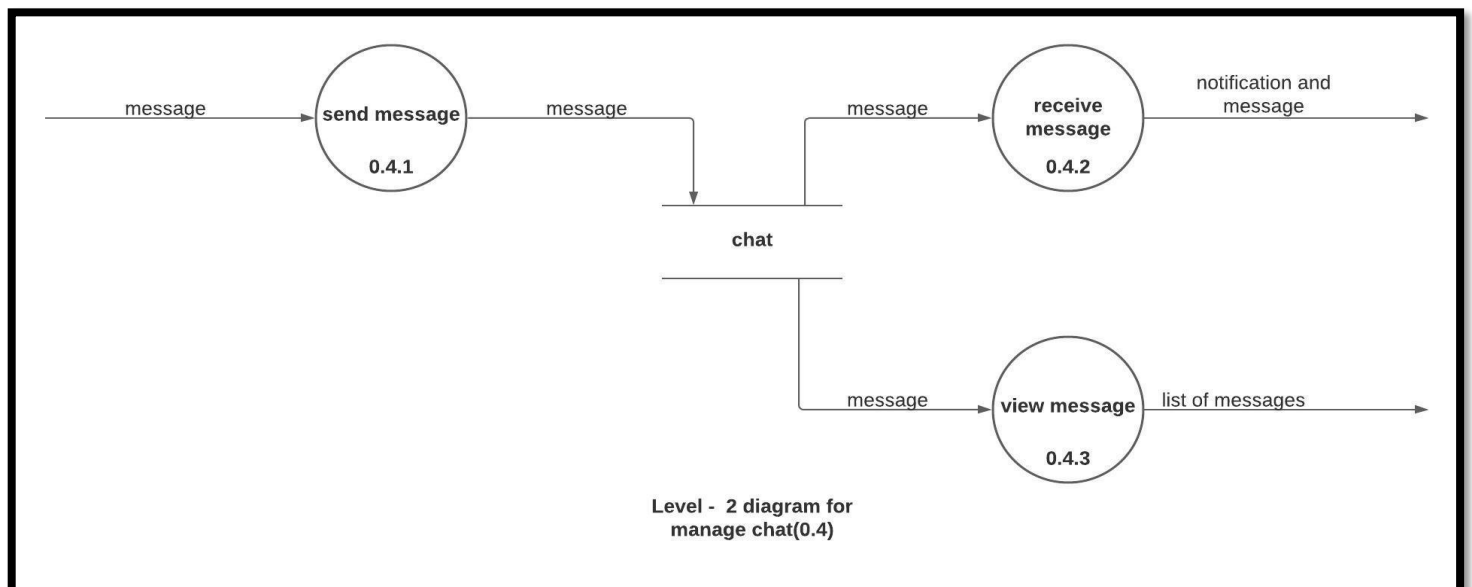 message
send message
0.4.1
message
message
receive
message
0.4.2
notification and
message
chat
message
view message
0.4.3
list of messages
Level -  2 diagram for
manage chat(0.4)